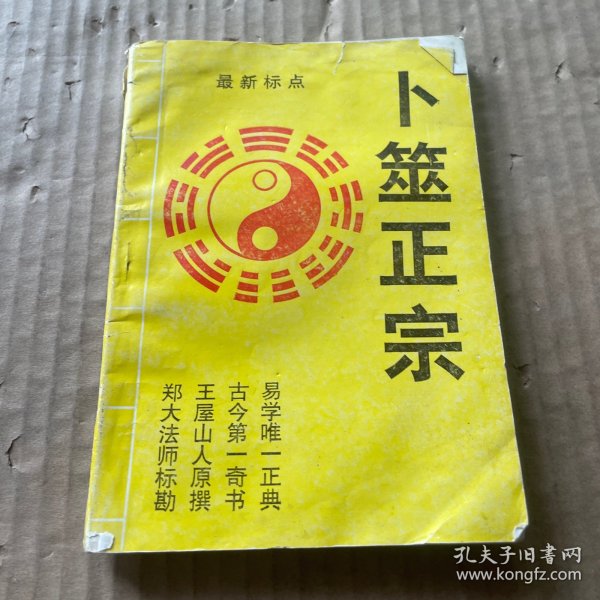 最新标点
卜筮正宗
易学唯一正典
古今第一奇书
王屋山人原撰
郑大法师标勘
孔夫子旧书网
www.kongfz.com